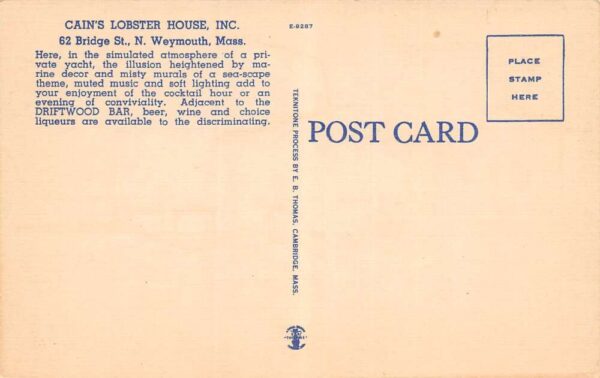 CAIN'S LOBSTER HOUSE, INC.
62 Bridge St., N. Weymouth, Mass.
Here, in the simulated atmosphere of a pri-
vate yacht, the illusion heightened by ma-
rine decor and misty murals of a sea-scape
theme, muted music and soft lighting add to
your enjoyment of the cocktail hour or an
evening of conviviality. Adjacent to the
DRIFTWOOD BAR, beer, wine and choice
liqueurs are available to the discriminating.
E-9287
TEKNITONE PROCESS BY E. B. THOMAS, CAMBRIDGE, MASS.
POST CARD
PLACE
STAMP
HERE